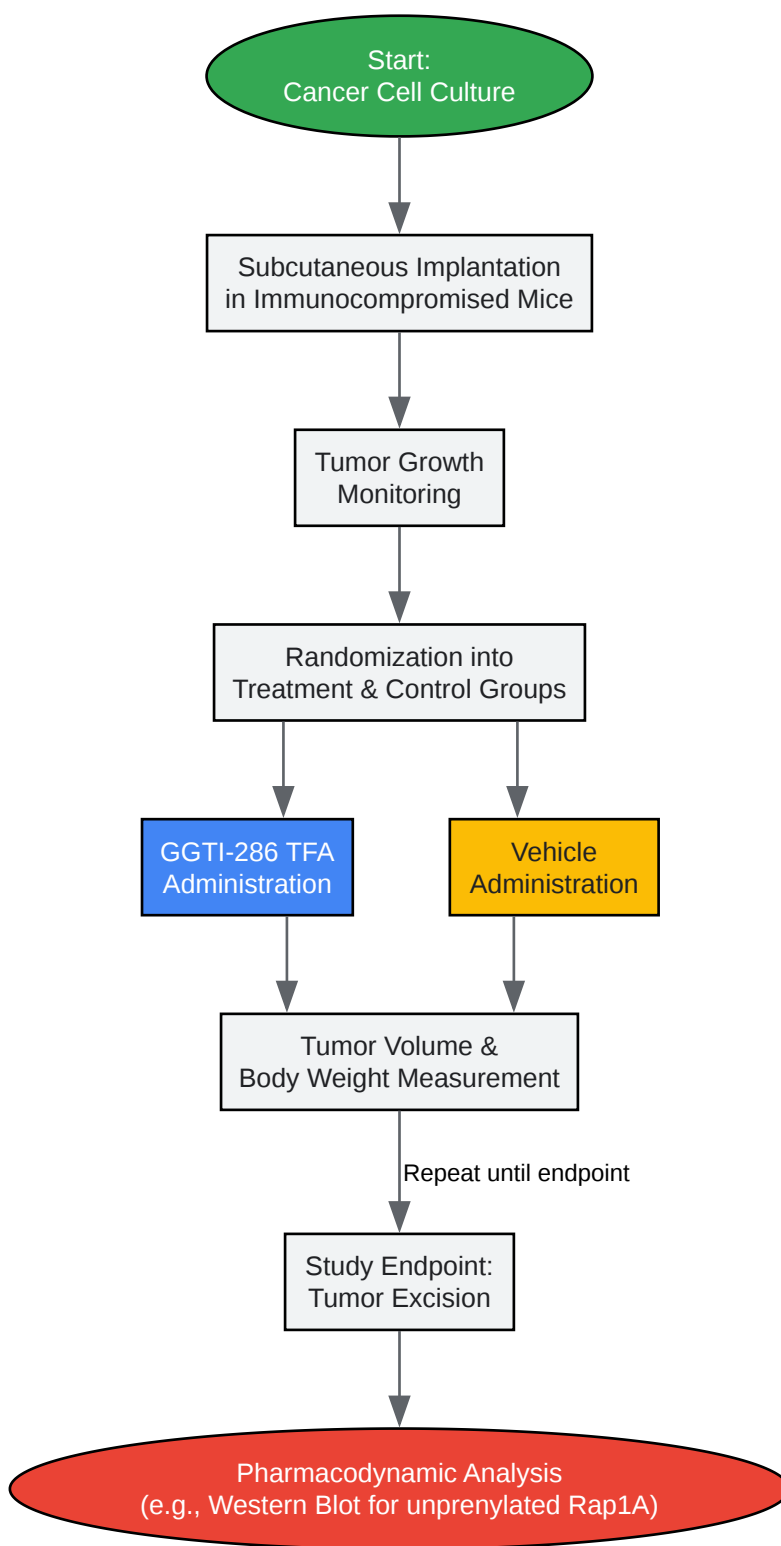 Start:
Cancer Cell Culture
Subcutaneous Implantation
in Immunocompromised Mice
Tumor Growth
Monitoring
Randomization into
Treatment & Control Groups
GGTI-286 TFA
Administration
Vehicle
Administration
Tumor Volume &
Body Weight Measurement
Repeat until endpoint
Study Endpoint:
Tumor Excision
Pharmacodynamic Analysis
(e.g., Western Blot for unprenylated Rap1A)